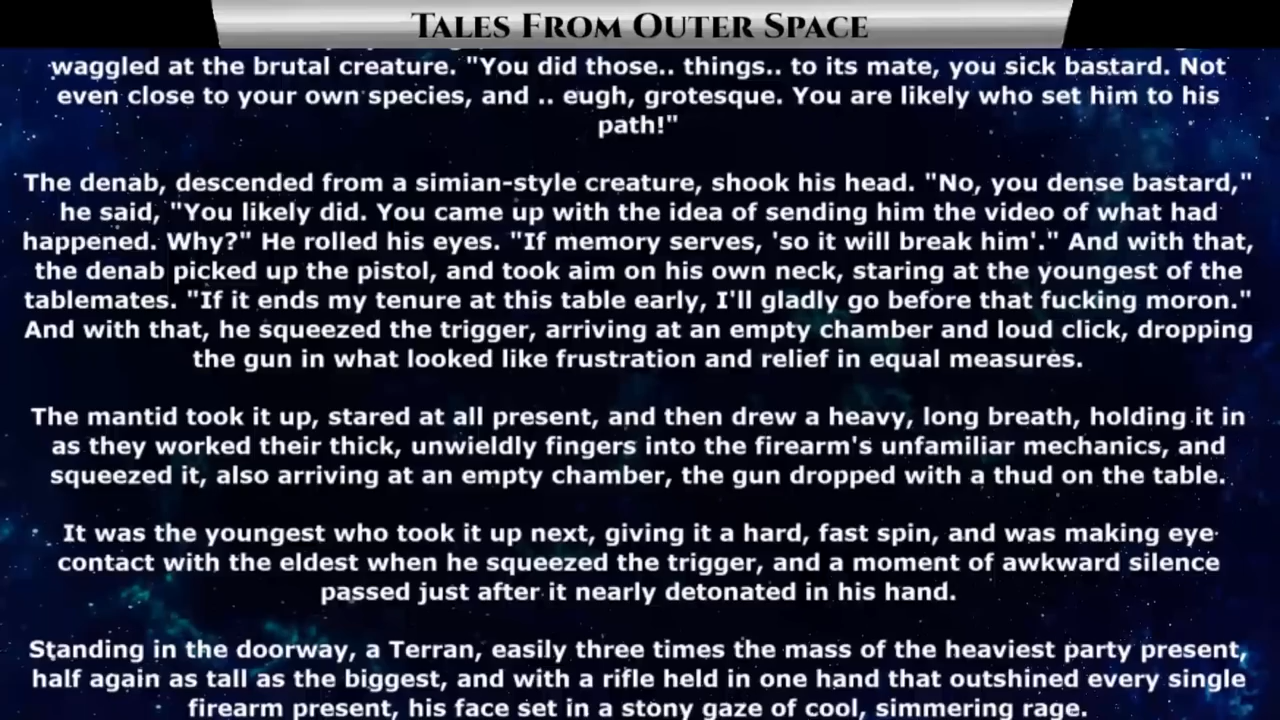 Tales From Outer Space
waggled at the brutal creature. "You did those.. things.. to its mate, you sick bastard. Not
even close to your own species, and .. eugh, grotesque. You are likely who set him to his
path!"
The denab, descended from a simian-style creature, shook his head. "No, you dense bastard,"
he said, "You likely did. You came up with the idea of sending him the video of what had
happened. Why?" He rolled his eyes. "If memory serves, 'so it will break him'." And with that,
the denab picked up the pistol, and took aim on his own neck, staring at the youngest of the
tablemates. "If it ends my tenure at this table early, I'll gladly go before that fucking moron."
And with that, he squeezed the trigger, arriving at an empty chamber and loud click, dropping
the gun in what looked like frustration and relief in equal measures.
The mantid took it up, stared at all present, and then drew a heavy, long breath, holding it in
as they worked their thick, unwieldly fingers into the firearm's unfamiliar mechanics, and
squeezed it, also arriving at an empty chamber, the gun dropped with a thud on the table.
It was the youngest who took it up next, giving it a hard, fast spin, and was making eye
contact with the eldest when he squeezed the trigger, and a moment of awkward silence
passed just after it nearly detonated in his hand.
Standing in the doorway, a Terran, easily three times the mass of the heaviest party present,
half again as tall as the biggest, and with a rifle held in one hand that outshined every single
firearm present, his face set in a stony gaze of cool, simmering rage.